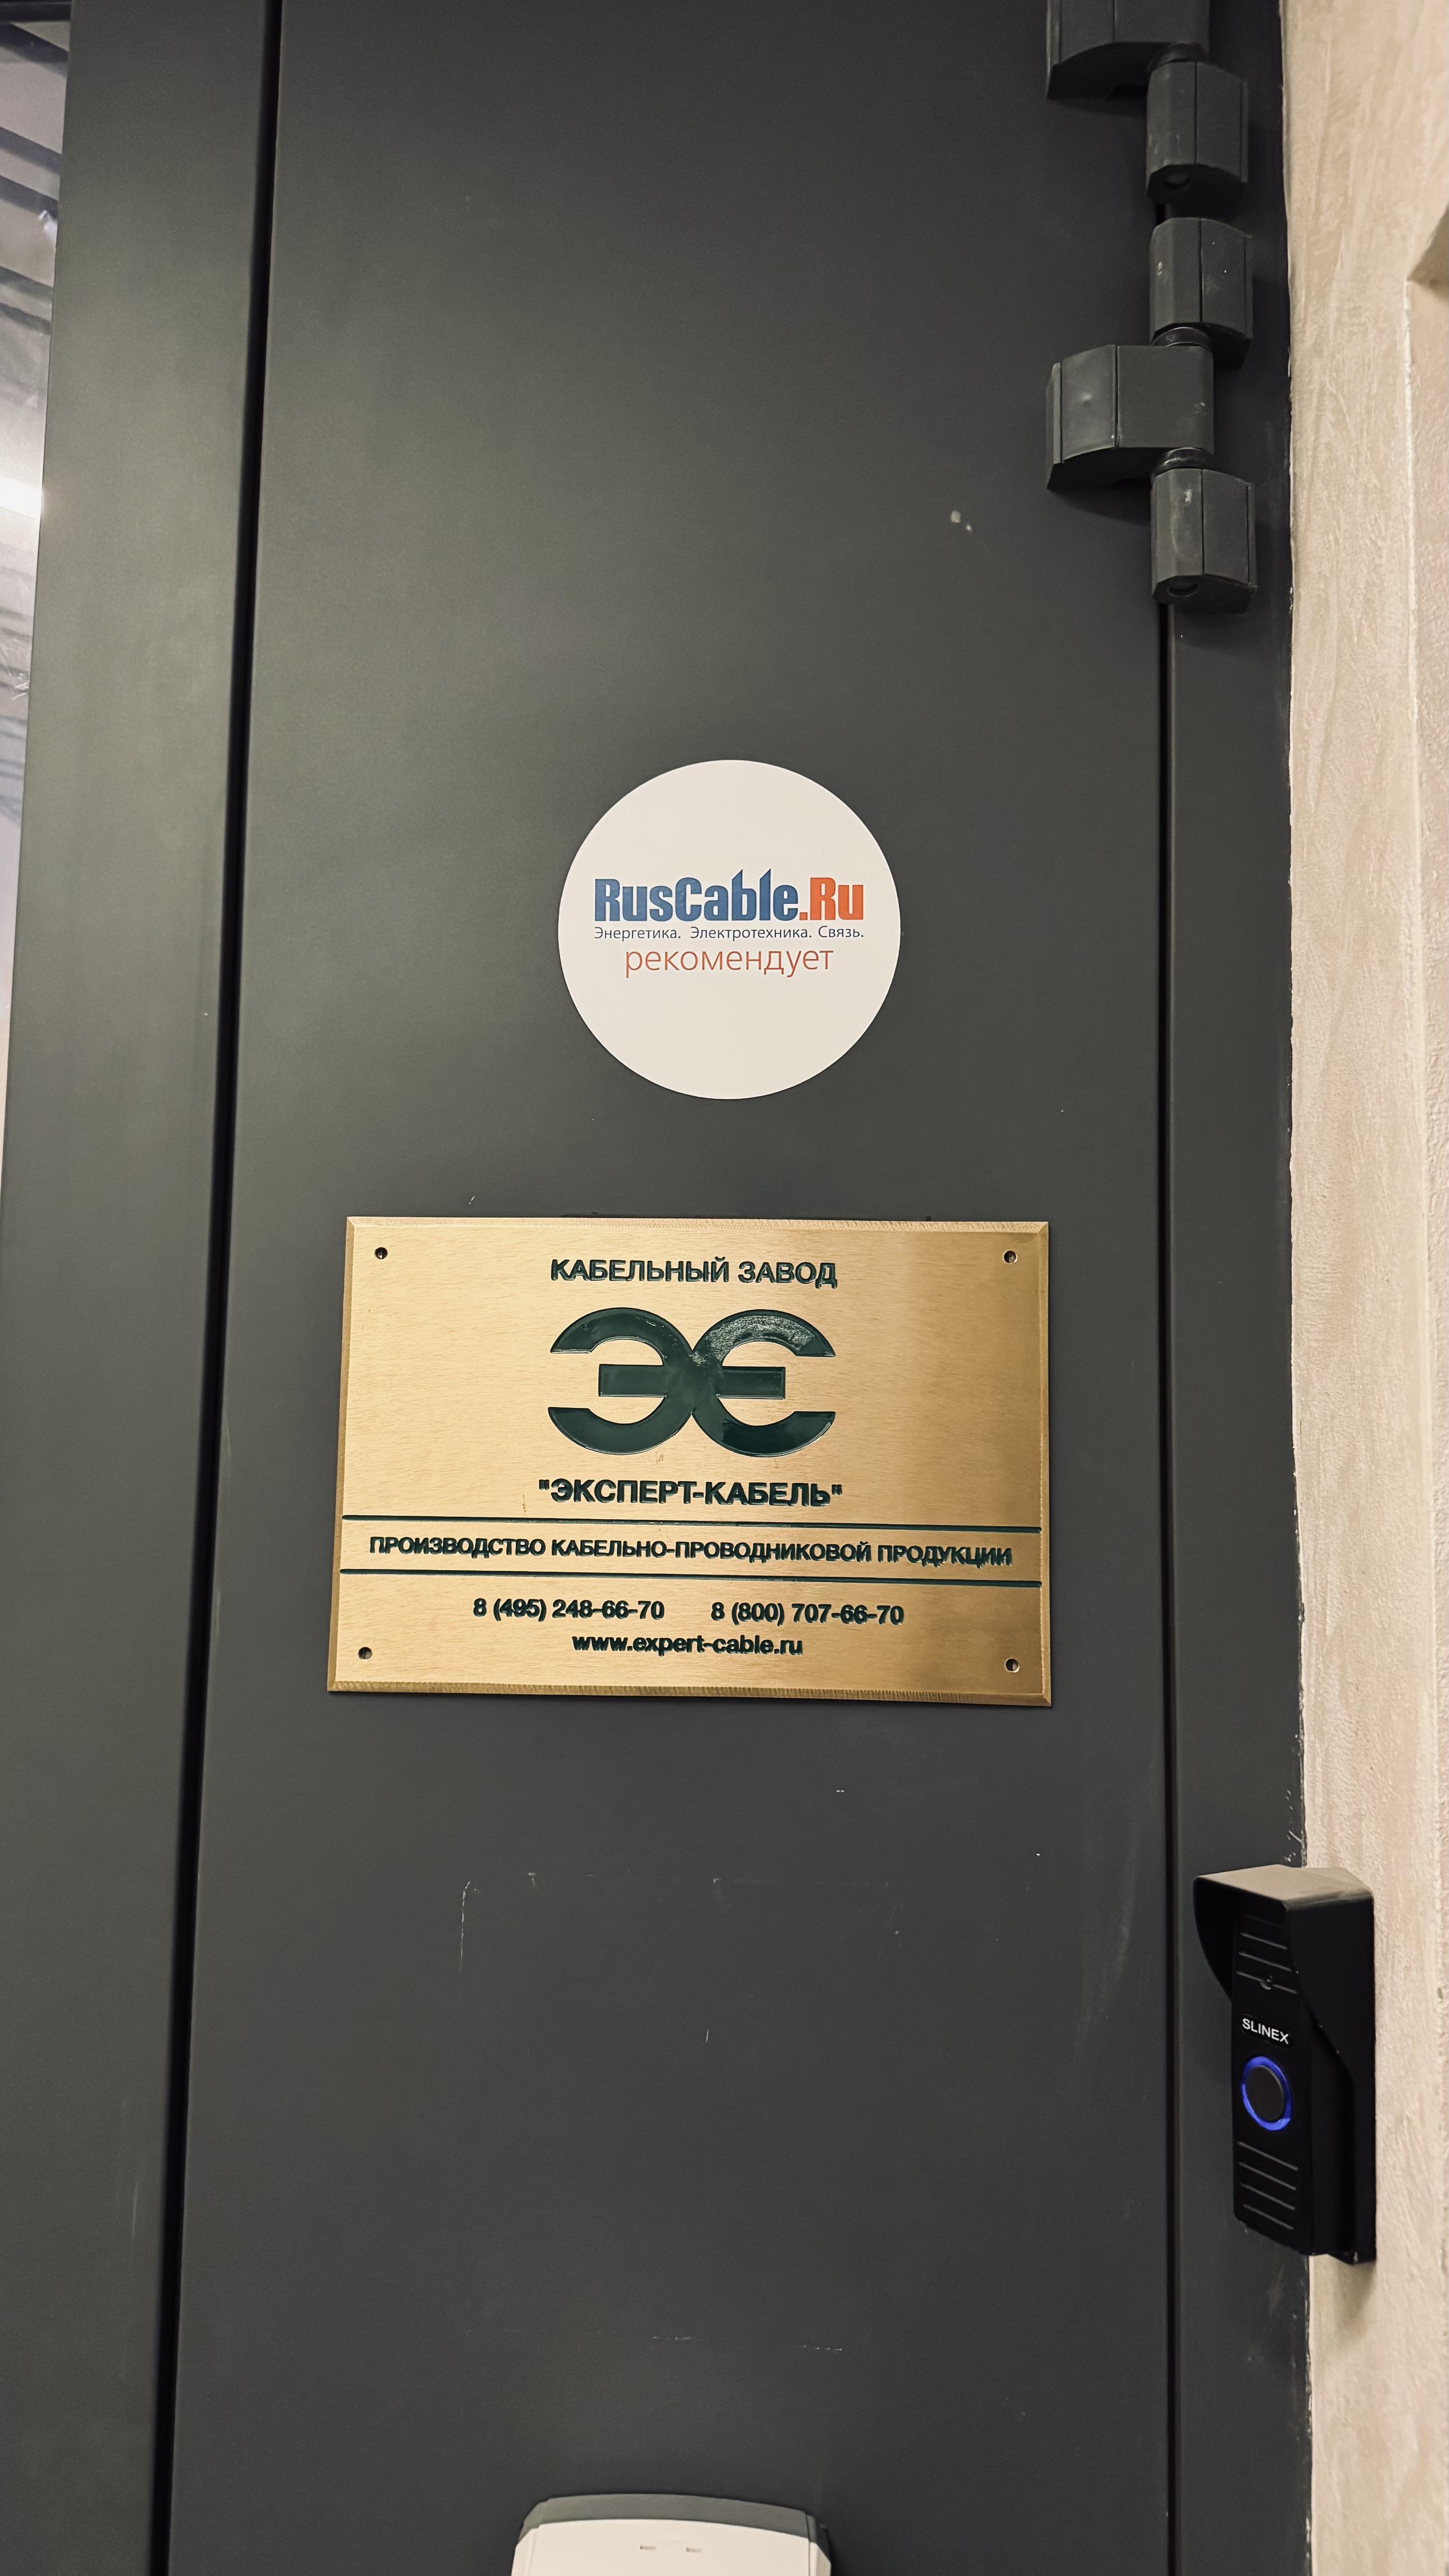 RusCable.Ru
Энергетика. Электротехника. Связь.
рекомендует
КАБЕЛЬНЫЙ ЗАВОД
ЭЄ
"ЭКСПЕРТ-КАБЕЛЬ"
ПРОИЗВОДСТВО КАБЕЛЬНО-ПРОВОДНИКОВОЙ ПРОДУКЦИИ
8 (495) 248-66-70 8 (800) 707-66-70
www.expert-cable.ru
SLINEX